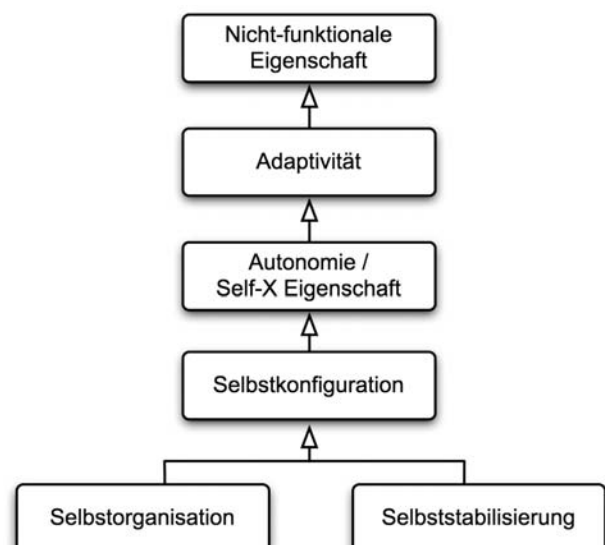 Nicht-funktionale
Eigenschaft
Adaptivität
Autonomie /
Self-X Eigenschaft
Selbstkonfiguration
Selbstorganisation
Selbststabilisierung